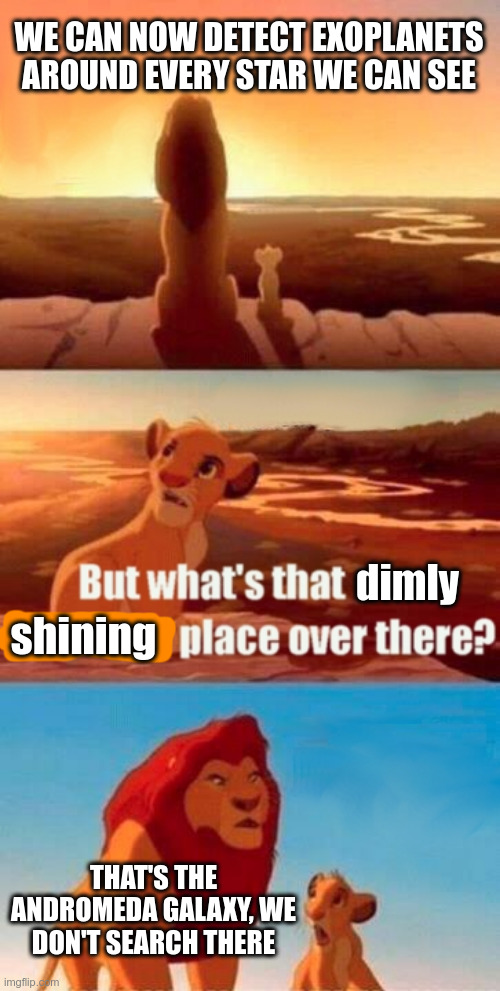 WE CAN NOW DETECT EXOPLANETS
AROUND EVERY STAR WE CAN SEE
But what's that dimly
shining place over there?
THAT'S THE
ANDROMEDA GALAXY, WE
DON'T SEARCH THERE
imgflip.com